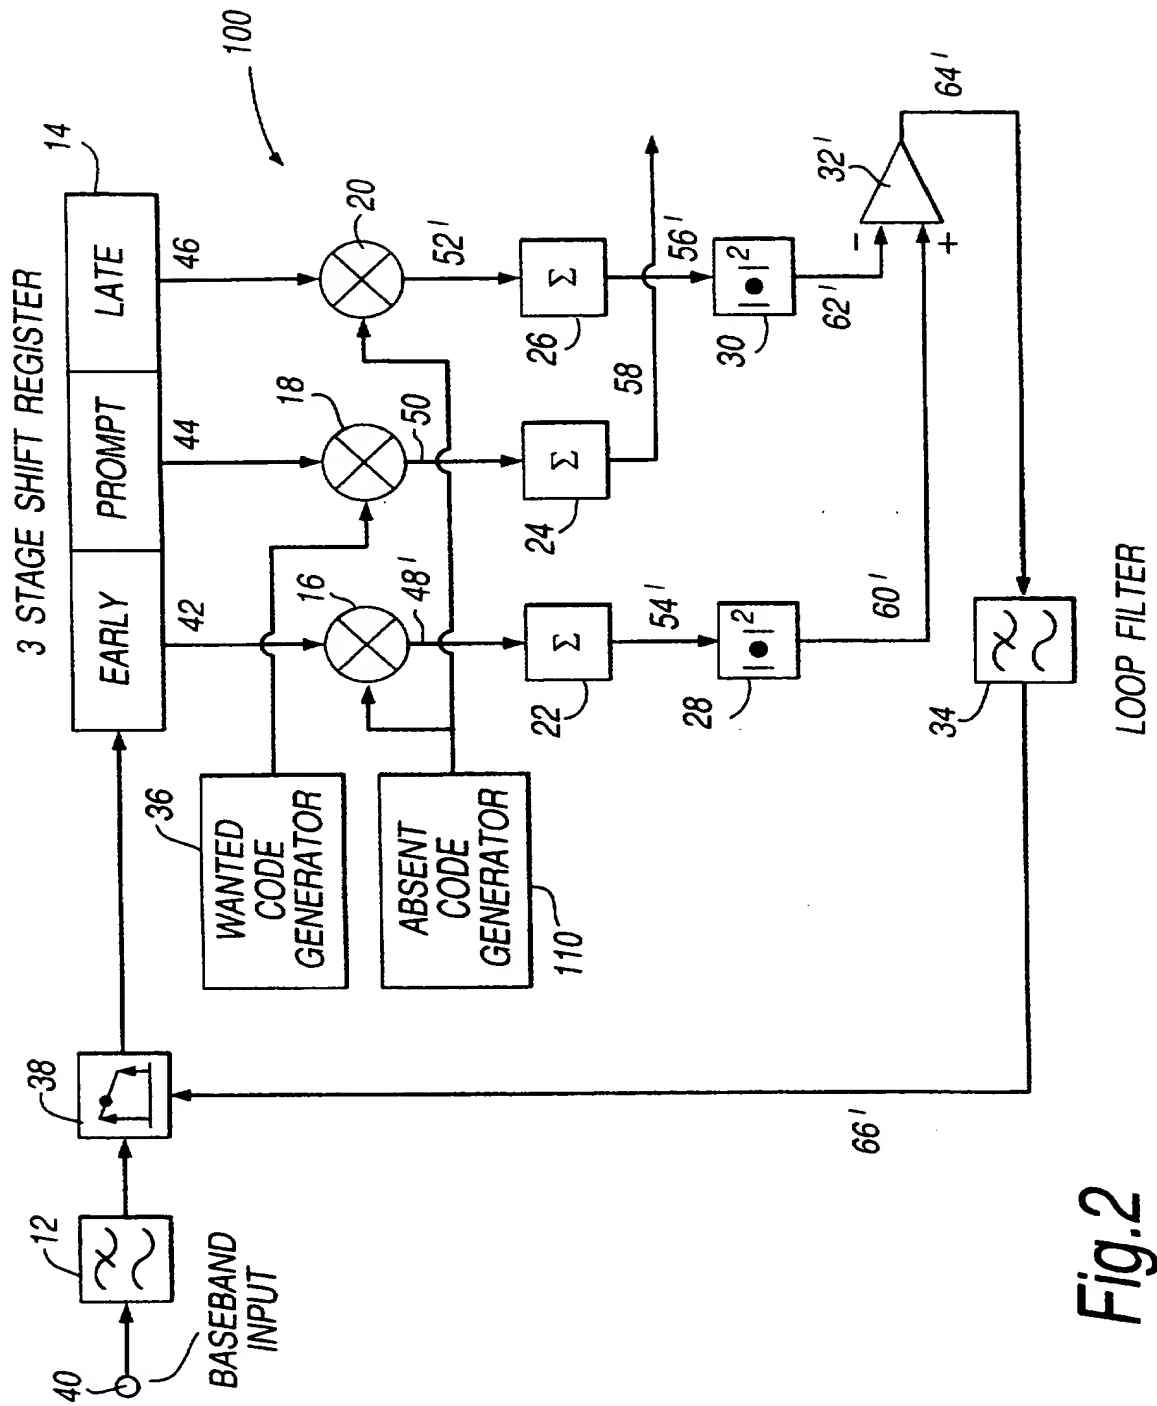 3 STAGE SHIFT REGISTER
14
EARLY
PROMPT
LATE
100
42
44
46
40
BASEBAND
INPUT
12
38
36
WANTED
CODE
GENERATOR
ABSENT
CODE
GENERATOR
110
16
18
20
48'
50
52'
22
Σ
24
Σ
26
Σ
54'
58
56'
28
|●|²
30
|●|²
60'
62'
-
+
32'
64'
34
66'
LOOP FILTER
Fig.2